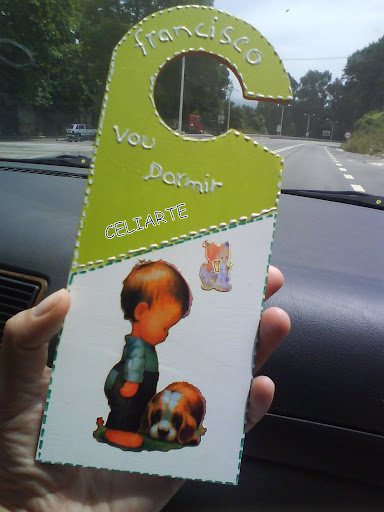 francisco
Vou
Dormir
CELIARTE